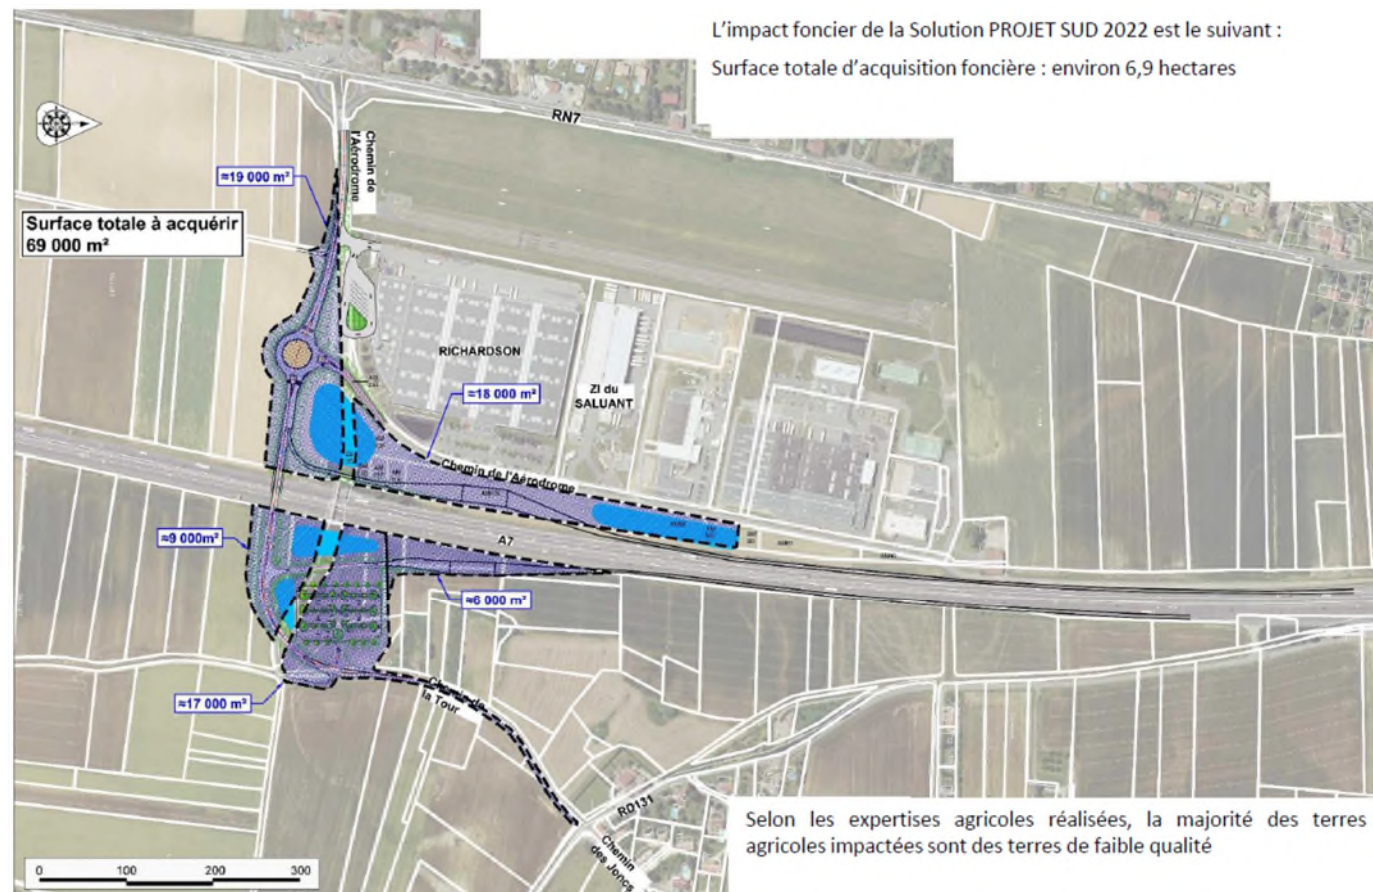 L'impact foncier de la Solution PROJET SUD 2022 est le suivant :
Surface totale d'acquisition foncière : environ 6,9 hectares
RN7
Chemin de
l'Aérodrome
≈19 000 m²
Surface totale à acquérir
69 000 m²
RICHARDSON
ZI du
SALUANT
≈18 000 m²
Chemin de l'Aérodrome
A7
≈9 000m²
≈6 000 m²
≈17 000 m²
Chemin de
la Tour
RD131
Chemin
des Joncs
Selon les expertises agricoles réalisées, la majorité des terres
agricoles impactées sont des terres de faible qualité
0 100 200 300